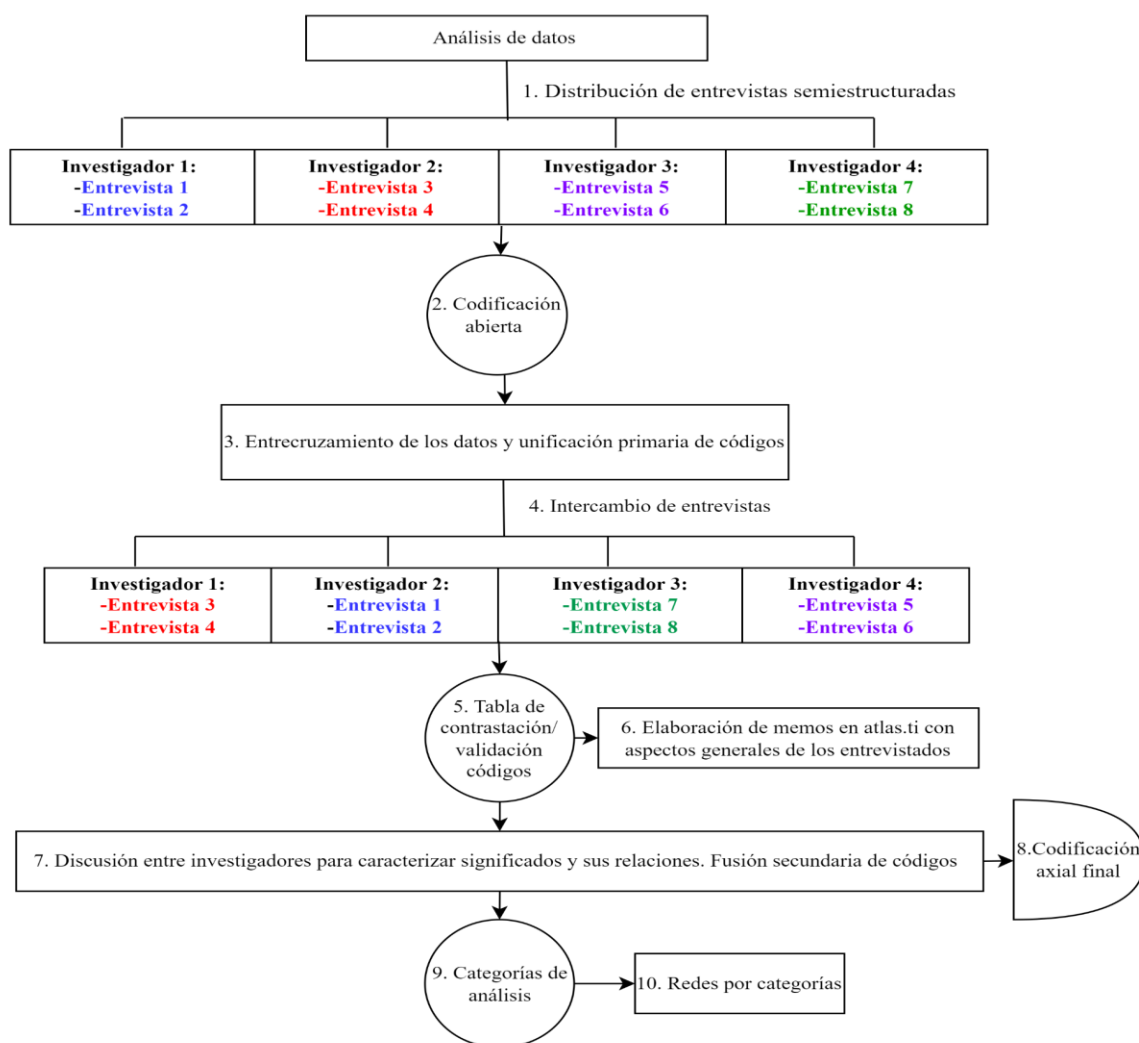 Análisis de datos
1. Distribución de entrevistas semiestructuradas
Investigador 1:
-Entrevista 1
-Entrevista 2
Investigador 2:
-Entrevista 3
-Entrevista 4
Investigador 3:
-Entrevista 5
-Entrevista 6
Investigador 4:
-Entrevista 7
-Entrevista 8
2. Codificación
abierta
3. Entrecruzamiento de los datos y unificación primaria de códigos
4. Intercambio de entrevistas
Investigador 1:
-Entrevista 3
-Entrevista 4
Investigador 2:
-Entrevista 1
-Entrevista 2
Investigador 3:
-Entrevista 7
-Entrevista 8
Investigador 4:
-Entrevista 5
-Entrevista 6
5. Tabla de
contrastación/
validación
códigos
6. Elaboración de memos en atlas.ti con
aspectos generales de los entrevistados
7. Discusión entre investigadores para caracterizar significados y sus relaciones. Fusión secundaria de códigos
8.Codificación
axial final
9. Categorías de
análisis
10. Redes por categorías